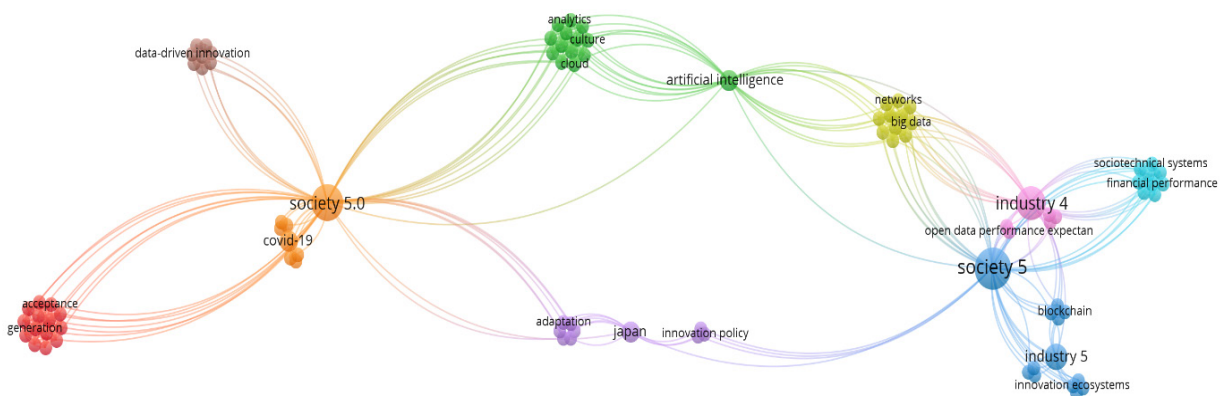 analytics
culture
data-driven innovation
cloud
artificial intelligence
networks
big data
sociotechnical systems
financial performance
society 5.0
industry 4
open data performance expectan
covid-19
society 5
acceptance
generation
adaptation
japan
innovation policy
blockchain
industry 5
innovation ecosystems